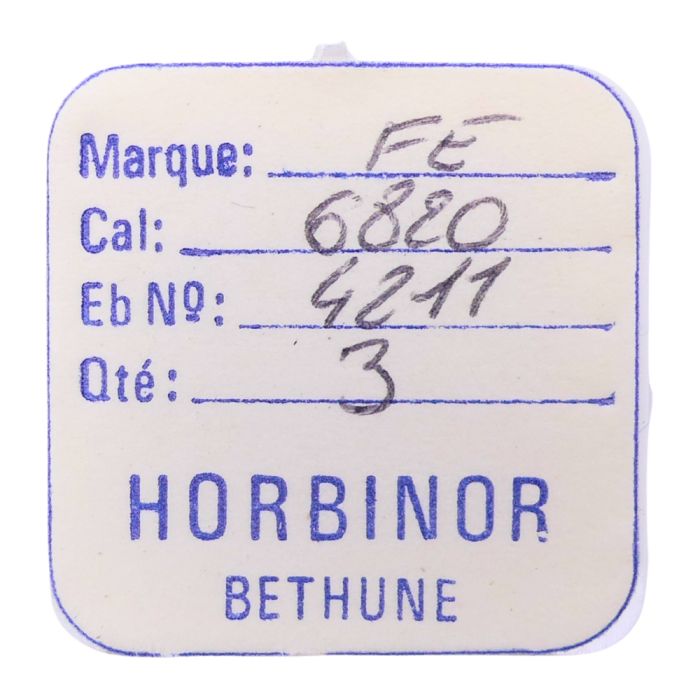 Marque: FE
Cal: 6820
Eb Nº: 4211
Qté: 3
HORBINOR
BETHUNE